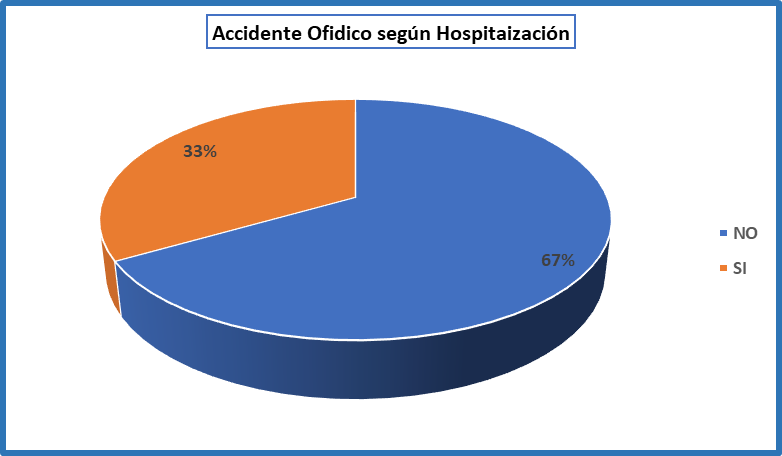 Accidente Ofidico según Hospitaización
33%
67%
NO
SI